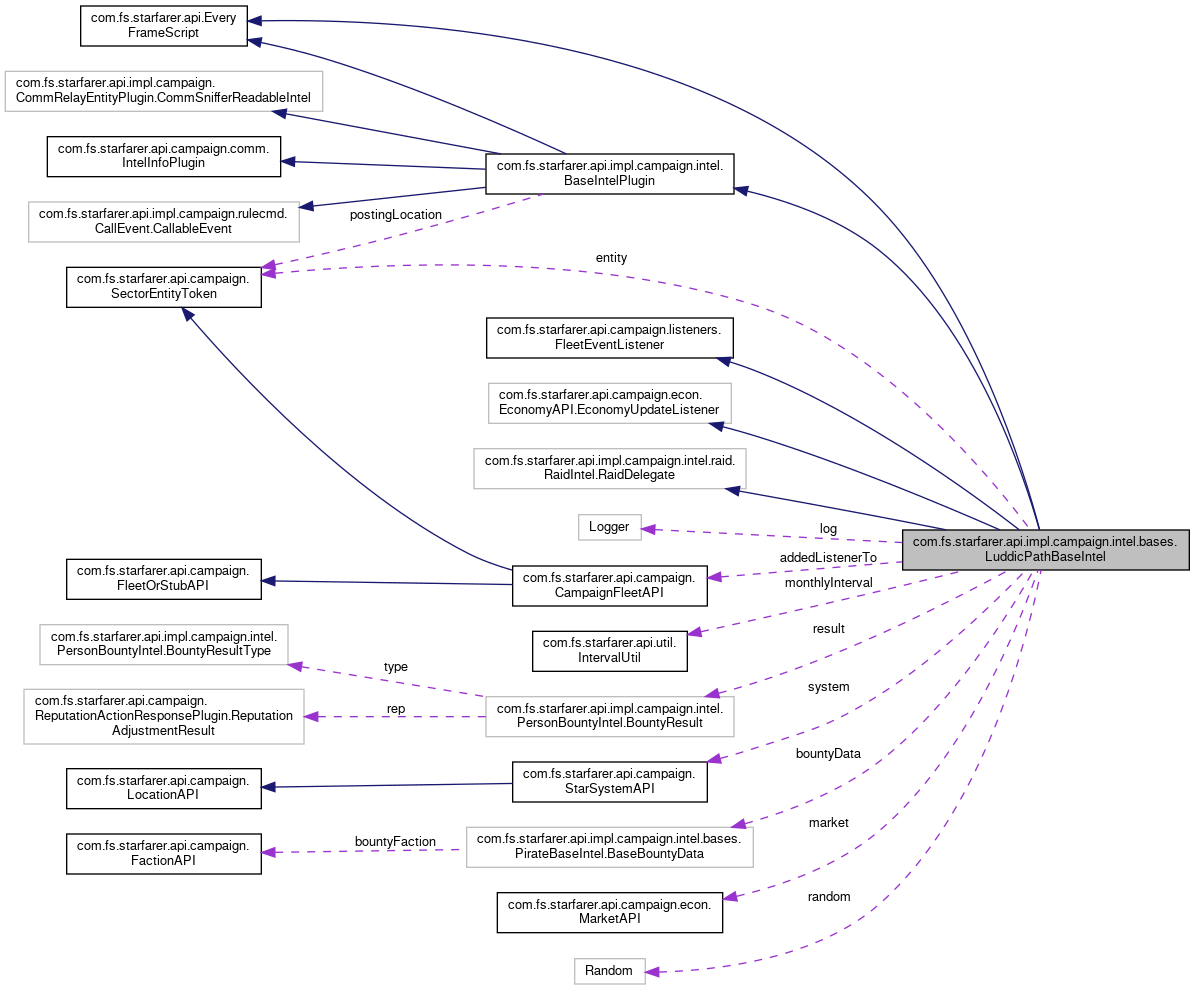 com.fs.starfarer.api.Every
FrameScript
com.fs.starfarer.api.impl.campaign.
CommRelayEntityPlugin.CommSnifferReadableIntel
com.fs.starfarer.api.campaign.comm.
IntelInfoPlugin
com.fs.starfarer.api.impl.campaign.intel.
BaseIntelPlugin
com.fs.starfarer.api.impl.campaign.rulecmd.
CallEvent.CallableEvent
postingLocation
com.fs.starfarer.api.campaign.
SectorEntityToken
entity
com.fs.starfarer.api.campaign.listeners.
FleetEventListener
com.fs.starfarer.api.campaign.econ.
EconomyAPI.EconomyUpdateListener
com.fs.starfarer.api.impl.campaign.intel.raid.
RaidIntel.RaidDelegate
Logger
log
com.fs.starfarer.api.impl.campaign.intel.bases.
LuddicPathBaseIntel
addedListenerTo
com.fs.starfarer.api.campaign.
FleetOrStubAPI
com.fs.starfarer.api.campaign.
CampaignFleetAPI
monthlyInterval
com.fs.starfarer.api.util.
IntervalUtil
result
com.fs.starfarer.api.impl.campaign.intel.
PersonBountyIntel.BountyResultType
type
com.fs.starfarer.api.campaign.
ReputationActionResponsePlugin.Reputation
AdjustmentResult
rep
com.fs.starfarer.api.impl.campaign.intel.
PersonBountyIntel.BountyResult
system
com.fs.starfarer.api.campaign.
LocationAPI
com.fs.starfarer.api.campaign.
StarSystemAPI
bountyData
com.fs.starfarer.api.campaign.
FactionAPI
bountyFaction
com.fs.starfarer.api.impl.campaign.intel.bases.
PirateBaseIntel.BaseBountyData
market
com.fs.starfarer.api.campaign.econ.
MarketAPI
random
Random